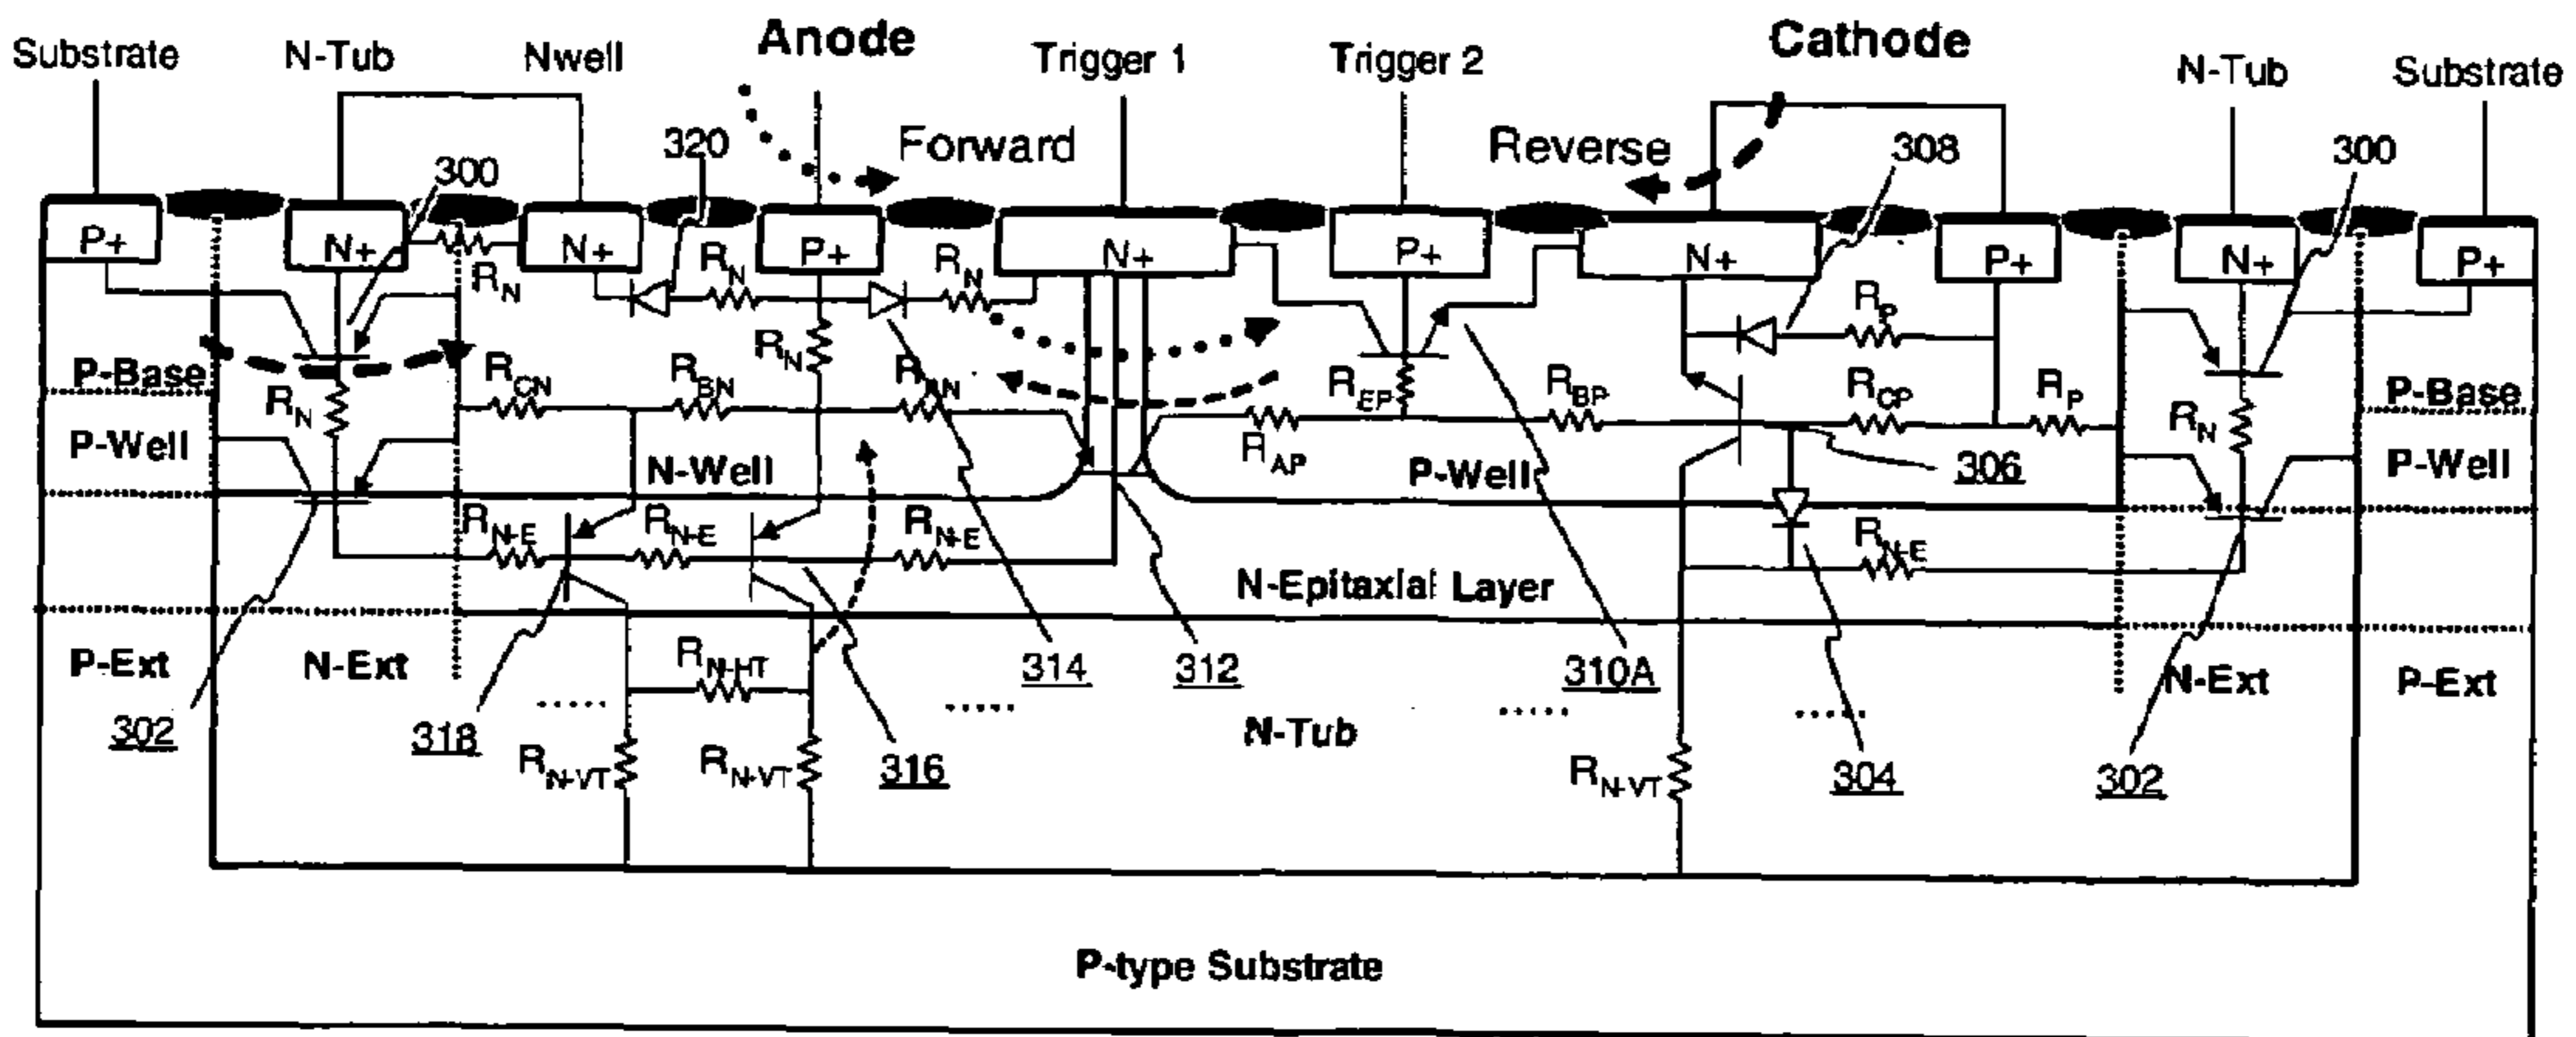 Anode
Cathode
Substrate
N-Tub
Nwell
Trigger 1
Trigger 2
N-Tub
Substrate
320
Forward
Reverse
308
300
300
P+
N+
N+
P+
N+
P+
N+
P+
N+
P+
R_N
R_N
R_N
R_P
R_N
P-Base
R_CN
R_BN
R_EP
R_BP
R_CP
R_P
P-Base
R_N
R_N
P-Well
N-Well
R_AP
P-Well
306
P-Well
R_N-E
R_N-E
R_N-E
R_N-E
N-Epitaxial Layer
P-Ext
N-Ext
R_N-HT
314
312
310A
N-Ext
P-Ext
302
318
N-Tub
R_N-VT
R_N-VT
316
R_N-VT
304
302
P-type Substrate